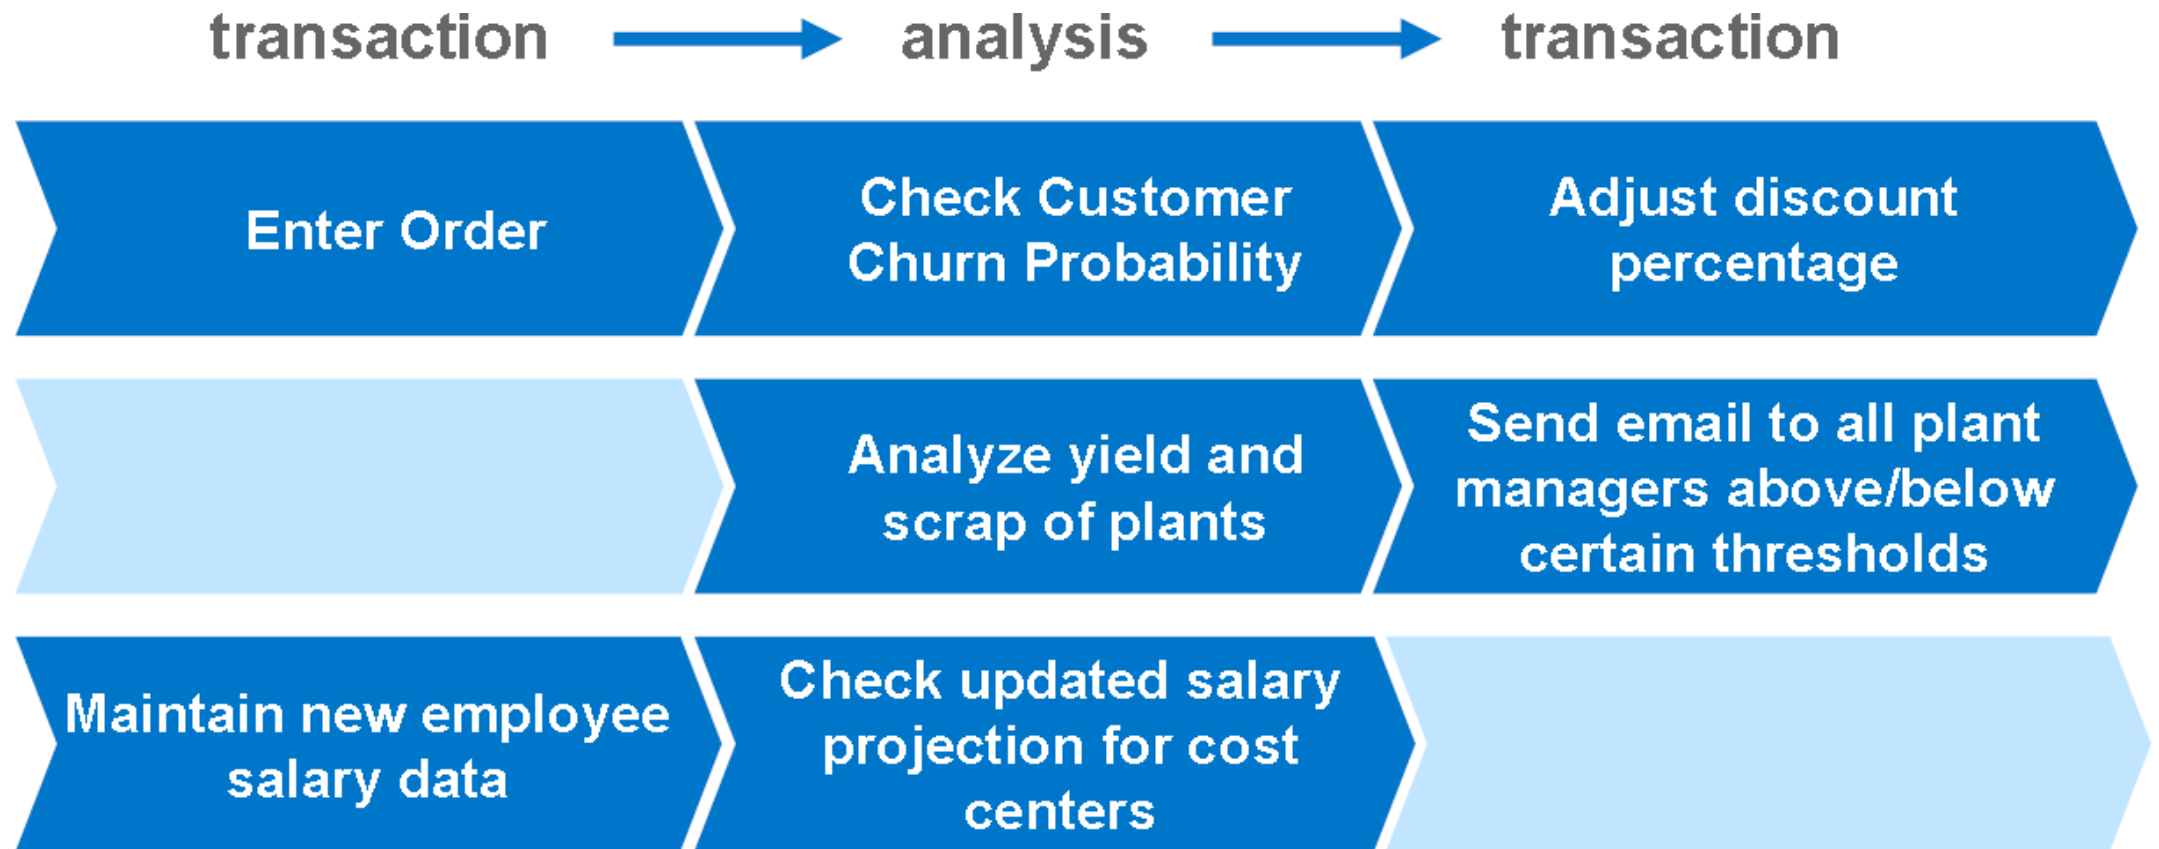 transaction
analysis
transaction
Enter Order
Check Customer
Churn Probability
Adjust discount
percentage
Analyze yield and
scrap of plants
Send email to all plant
managers above/below
certain thresholds
Maintain new employee
salary data
Check updated salary
projection for cost
centers